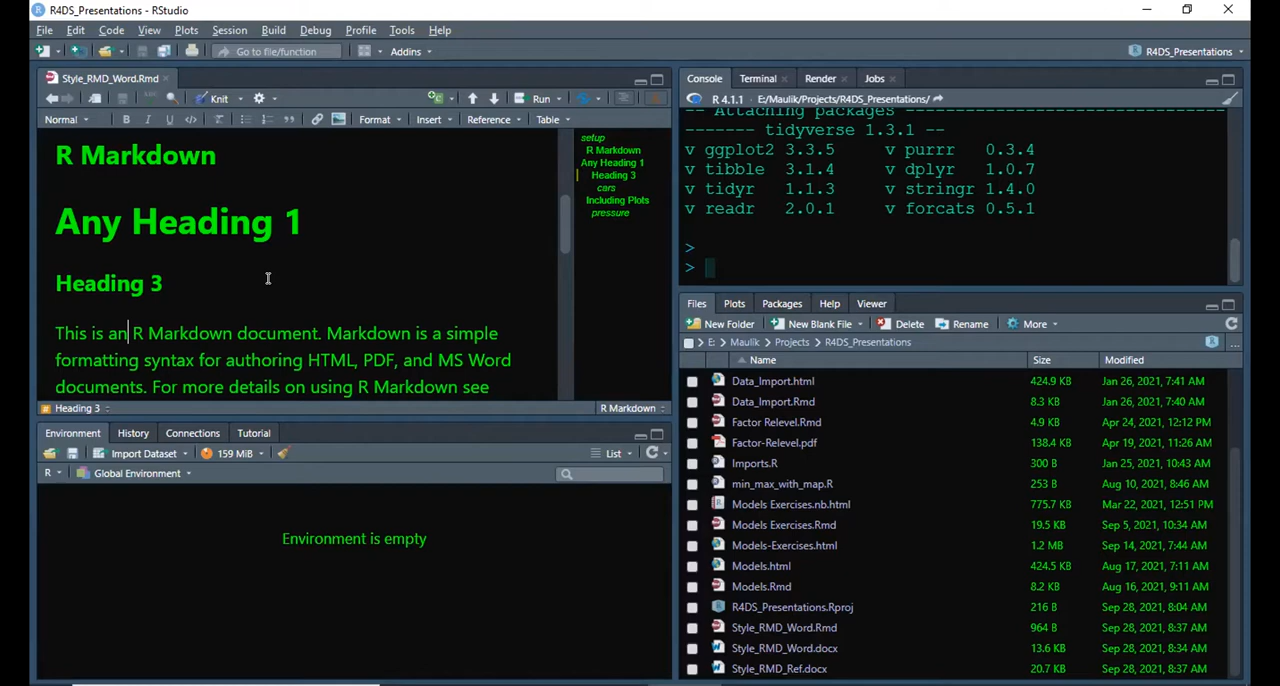 R4DS_Presentations - RStudio
File Edit Code View Plots Session Build Debug Profile Tools Help
Go to file/function Addins R4DS_Presentations
Style_RMD_Word.Rmd
Knit Run
Normal B I U </> Format Insert Reference Table
R Markdown
Any Heading 1
Heading 3
This is an R Markdown document. Markdown is a simple
formatting syntax for authoring HTML, PDF, and MS Word
documents. For more details on using R Markdown see
setup
R Markdown
Any Heading 1
Heading 3
cars
Including Plots
pressure
Heading 3 R Markdown
Environment History Connections Tutorial
Import Dataset 159 MiB List
R Global Environment
Environment is empty
Console Terminal Render Jobs
R 4.1.1 . E:/Maulik/Projects/R4DS_Presentations/
-- Attaching packages --------------------
------- tidyverse 1.3.1 --
v ggplot2 3.3.5 v purrr 0.3.4
v tibble 3.1.4 v dplyr 1.0.7
v tidyr 1.1.3 v stringr 1.4.0
v readr 2.0.1 v forcats 0.5.1
>
>
Files Plots Packages Help Viewer
New Folder New Blank File Delete Rename More
E: Maulik Projects R4DS_Presentations ...
Name Size Modified
Data_Import.html 424.9 KB Jan 26, 2021, 7:41 AM
Data_Import.Rmd 8.3 KB Jan 26, 2021, 7:40 AM
Factor Relevel.Rmd 4.9 KB Apr 24, 2021, 12:12 PM
Factor-Relevel.pdf 138.4 KB Apr 19, 2021, 11:26 AM
Imports.R 300 B Jan 25, 2021, 10:43 AM
min_max_with_map.R 253 B Aug 10, 2021, 8:46 AM
Models Exercises.nb.html 775.7 KB Mar 22, 2021, 12:51 PM
Models Exercises.Rmd 19.5 KB Sep 5, 2021, 10:34 AM
Models-Exercises.html 1.2 MB Sep 14, 2021, 7:44 AM
Models.html 424.5 KB Aug 17, 2021, 7:11 AM
Models.Rmd 8.2 KB Aug 16, 2021, 9:11 AM
R4DS_Presentations.Rproj 216 B Sep 28, 2021, 8:04 AM
Style_RMD_Word.Rmd 964 B Sep 28, 2021, 8:37 AM
Style_RMD_Word.docx 13.6 KB Sep 28, 2021, 8:34 AM
Style_RMD_Ref.docx 20.7 KB Sep 28, 2021, 8:37 AM